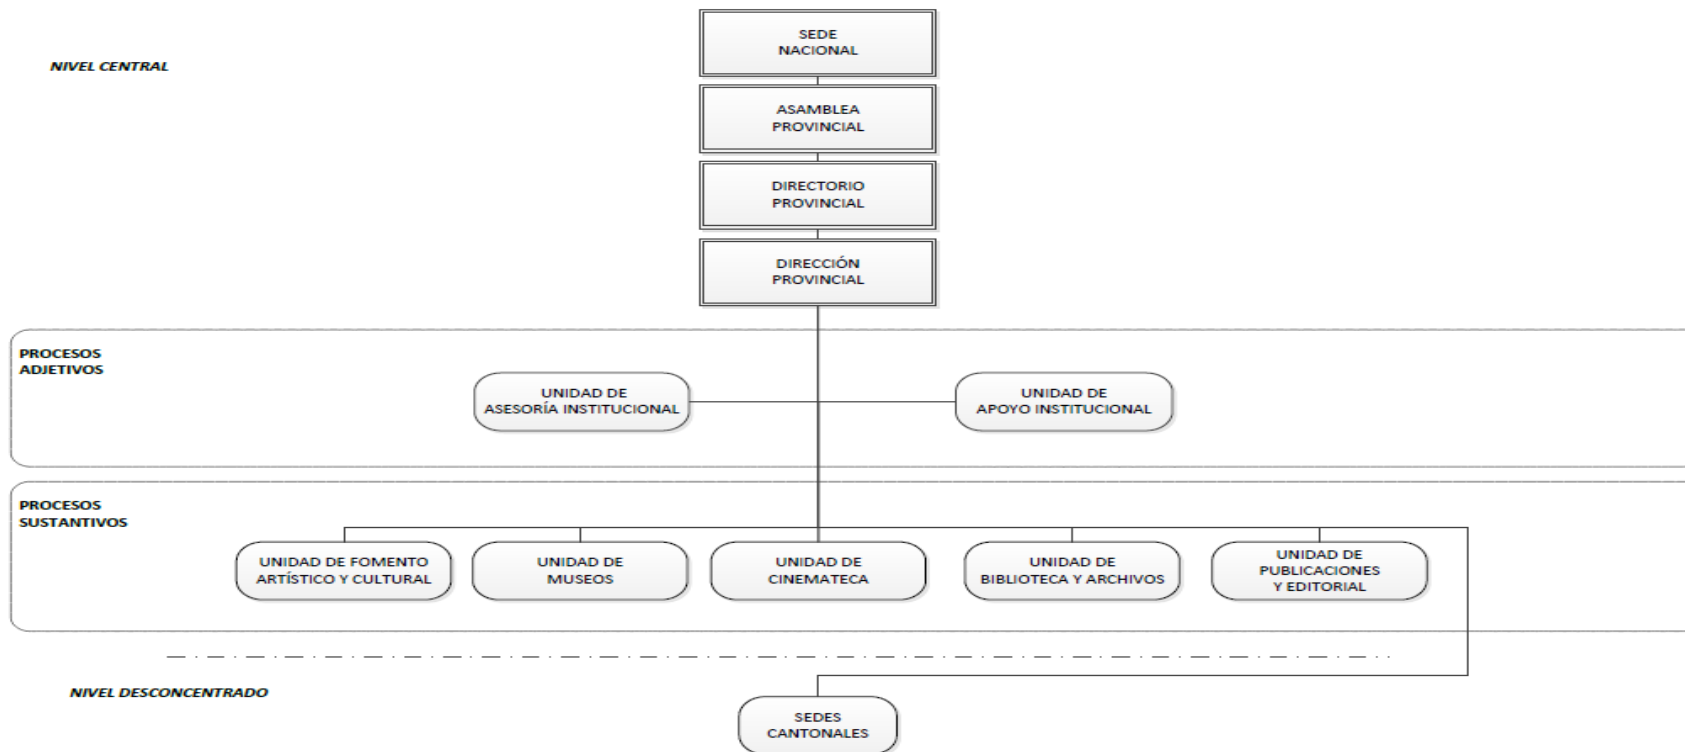 SEDE
NACIONAL
NIVEL CENTRAL
ASAMBLEA
PROVINCIAL
DIRECTORIO
PROVINCIAL
DIRECCIÓN
PROVINCIAL
PROCESOS
ADJETIVOS
UNIDAD DE
ASESORÍA INSTITUCIONAL
UNIDAD DE
APOYO INSTITUCIONAL
PROCESOS
SUSTANTIVOS
UNIDAD DE FOMENTO
ARTÍSTICO Y CULTURAL
UNIDAD DE
MUSEOS
UNIDAD DE
CINEMATECA
UNIDAD DE
BIBLIOTECA Y ARCHIVOS
UNIDAD DE
PUBLICACIONES
Y EDITORIAL
NIVEL DESCONCENTRADO
SEDES
CANTONALES